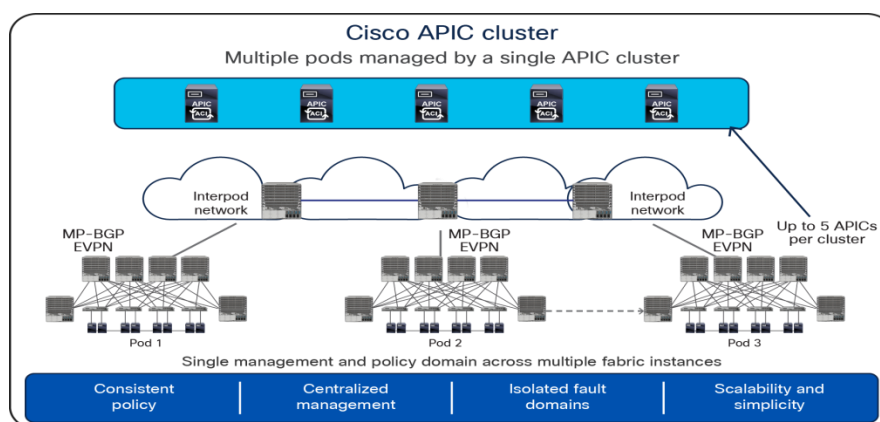 Cisco APIC cluster
Multiple pods managed by a single APIC cluster
APIC
ACI
APIC
ACI
APIC
ACI
APIC
ACI
APIC
ACI
Interpod
network
Interpod
network
Up to 5 APICs
per cluster
MP-BGP
EVPN
MP-BGP
EVPN
MP-BGP
EVPN
Pod 1
Pod 2
Pod 3
Single management and policy domain across multiple fabric instances
Consistent
policy
Centralized
management
Isolated fault
domains
Scalability and
simplicity